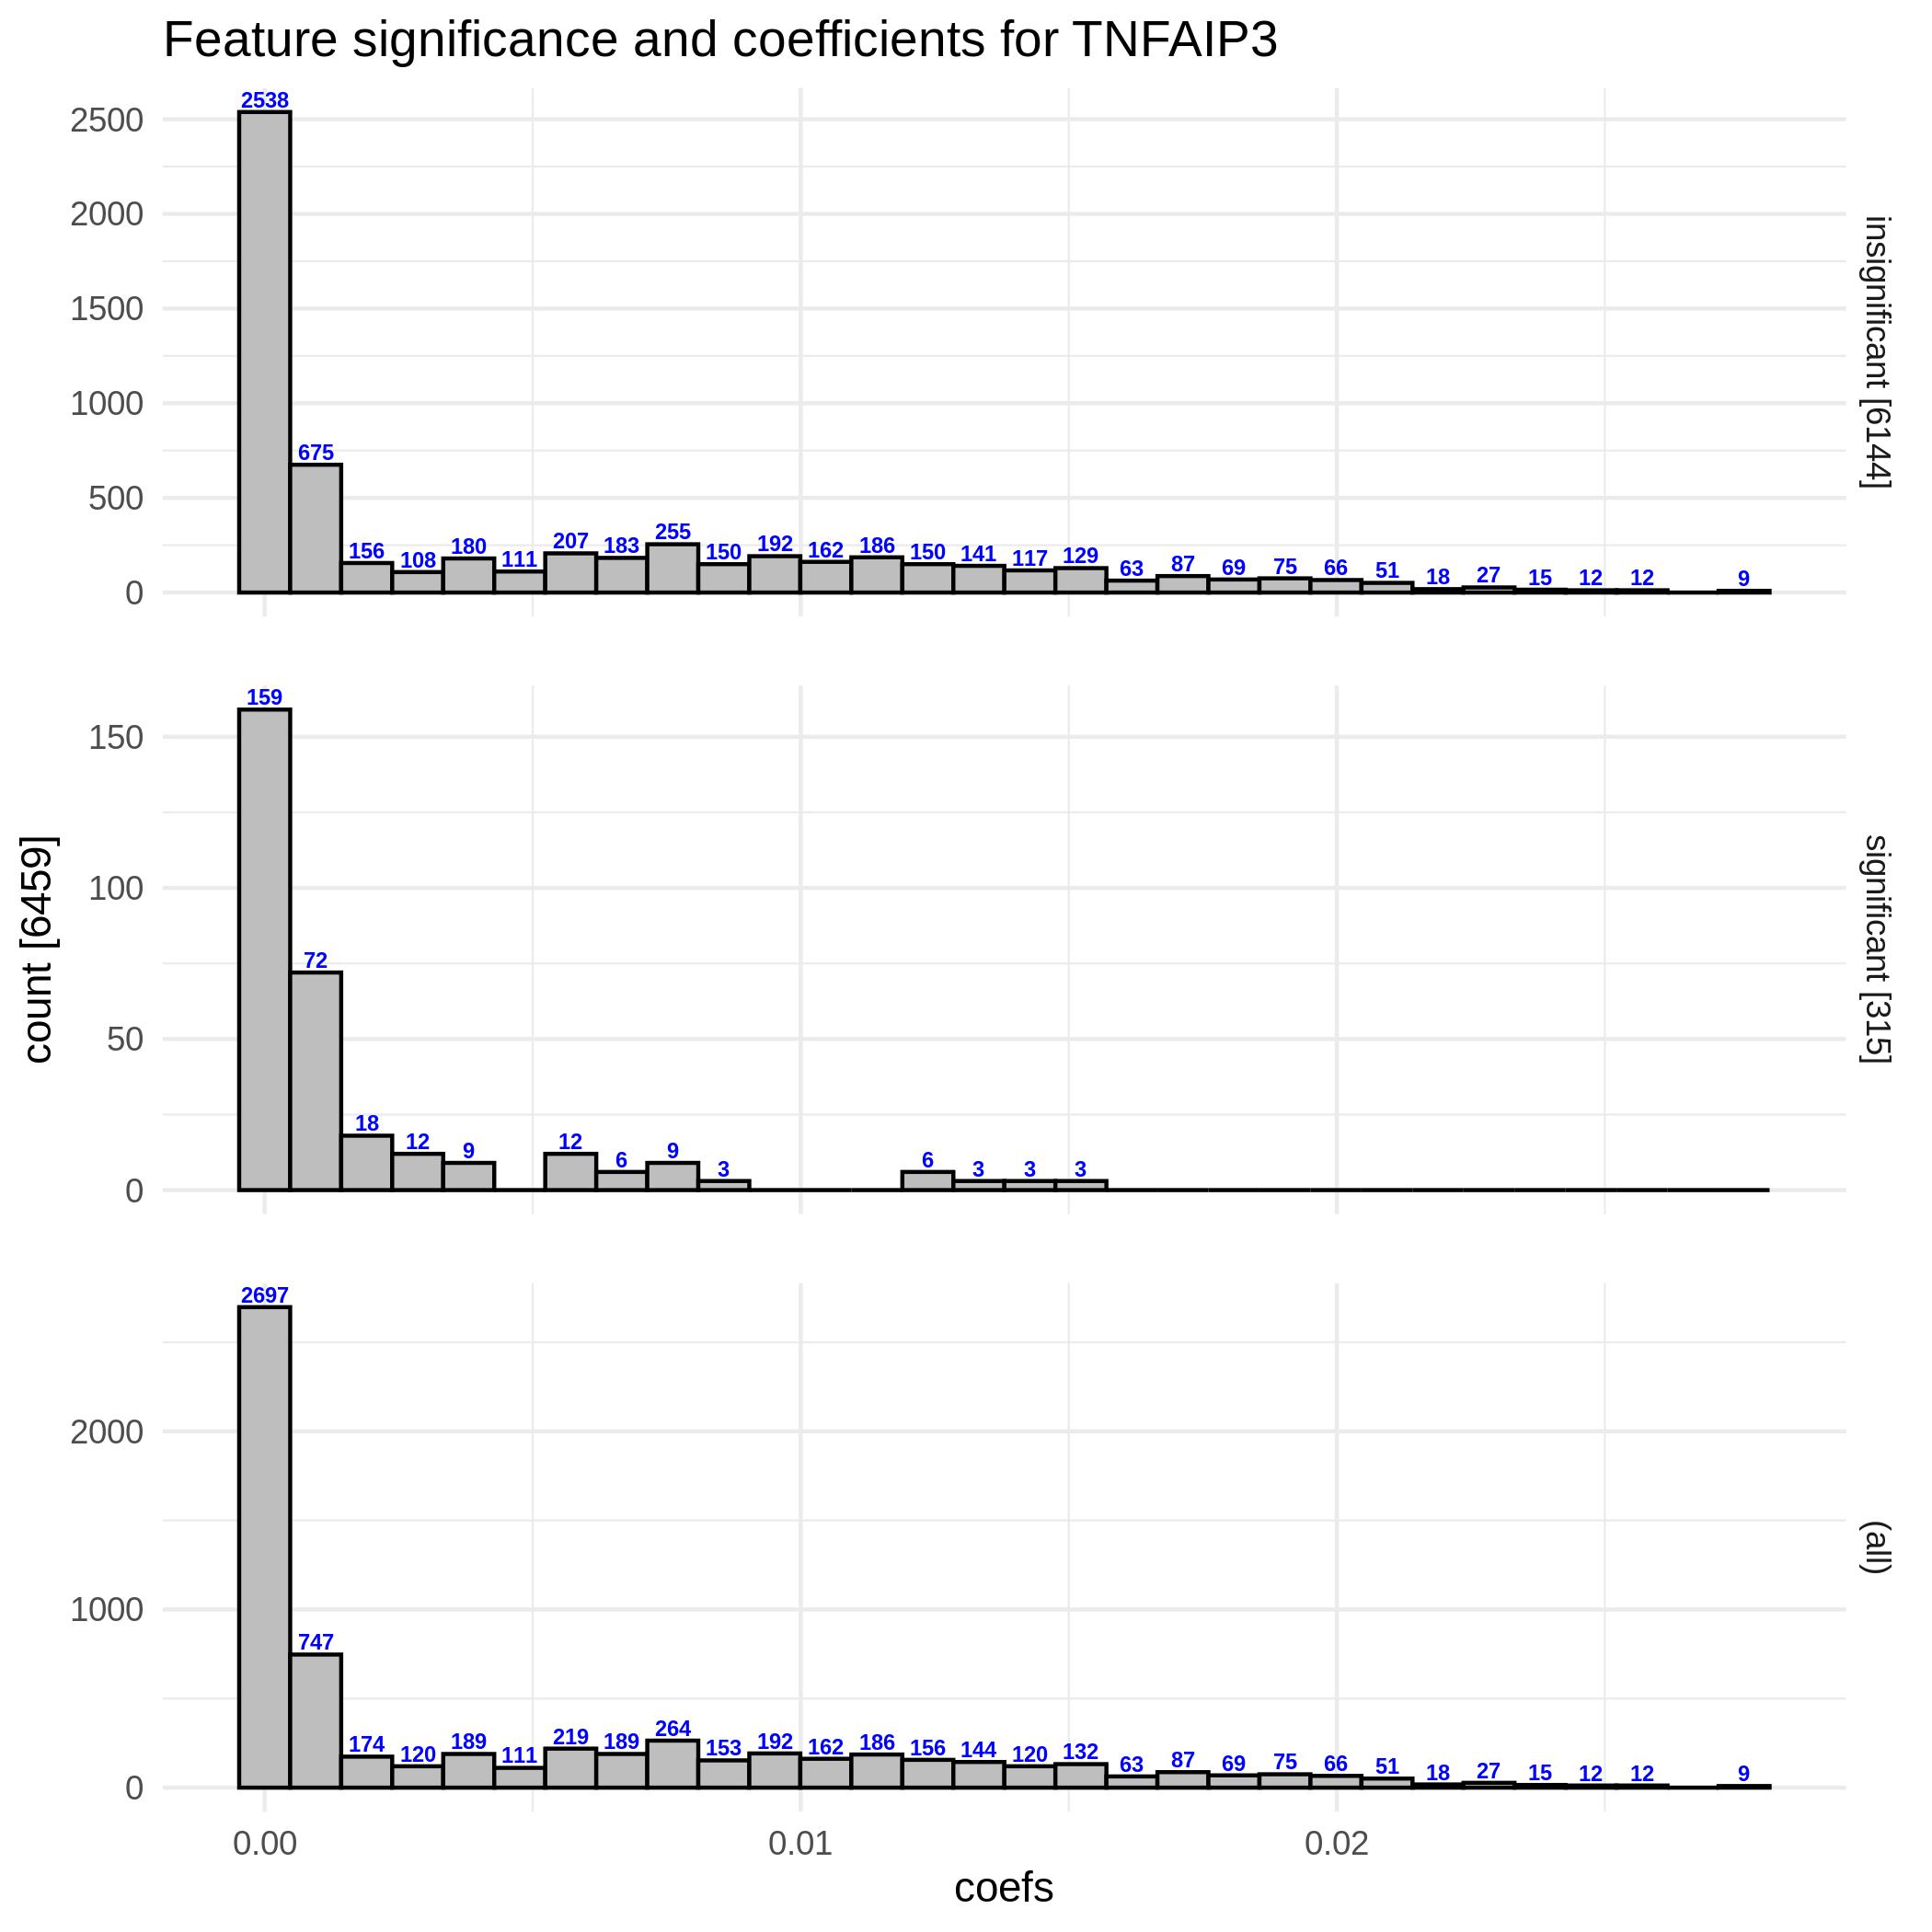 Feature significance and coefficients for TNFAIP3
2538
2500
2000
1500
1000
675
500
156 108 180 111 207 183 255 150 192 162 186 150 141 117 129 63 87 69 75 66 51 18 27 15 12 12 9
0
insignificant [6144]
159
150
100
72
50
18 12 9 12 6 9 3 6 3 3 3
0
significant [315]
count [6459]
2697
2000
1000
747
174 120 189 111 219 189 264 153 192 162 186 156 144 120 132 63 87 69 75 66 51 18 27 15 12 12 9
0
(all)
0.00 0.01 0.02
coefs